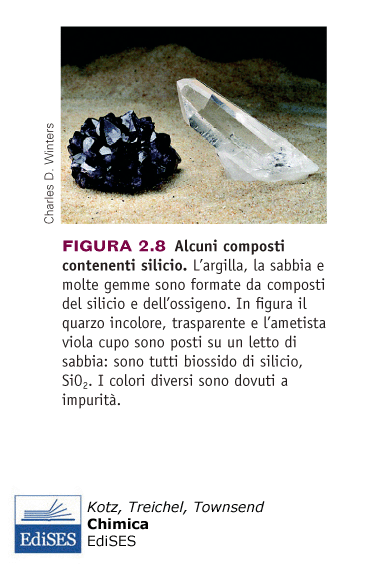 Charles D. Winters
FIGURA 2.8 Alcuni composti
contenenti silicio. L'argilla, la sabbia e
molte gemme sono formate da composti
del silicio e dell'ossigeno. In figura il
quarzo incolore, trasparente e l'ametista
viola cupo sono posti su un letto di
sabbia: sono tutti biossido di silicio,
SiO₂. I colori diversi sono dovuti a
impurità.
Kotz, Treichel, Townsend
Chimica
EdiSES
EdiSES